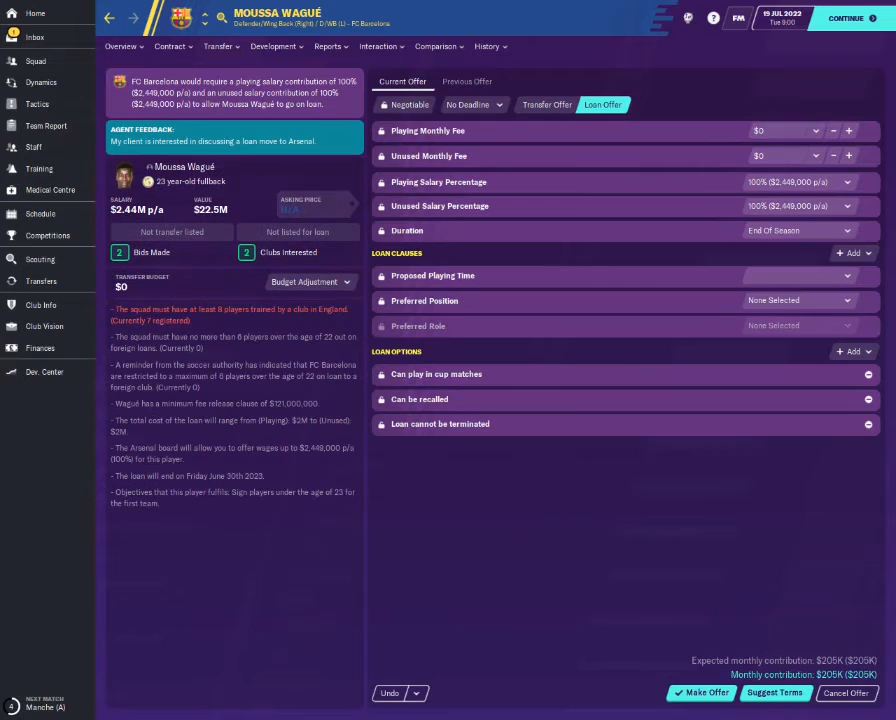 Home
Inbox
Squad
Dynamics
Tactics
Team Report
Staff
Training
Medical Centre
Schedule
Competitions
Scouting
Transfers
Club Info
Club Vision
Finances
Dev. Center
4
NEXT MATCH
Manche (A)
MOUSSA WAGUÉ
Defender/Wing Back (Right) / D/WB (L) - FC Barcelona
?
FM
19 JUL 2022
Tue 9:00
CONTINUE
Overview
Contract
Transfer
Development
Reports
Interaction
Comparison
History
FC Barcelona would require a playing salary contribution of 100%
($2,449,000 p/a) and an unused salary contribution of 100%
($2,449,000 p/a) to allow Moussa Wagué to go on loan.
AGENT FEEDBACK:
My client is interested in discussing a loan move to Arsenal.
Moussa Wagué
23 year-old fullback
SALARY
$2.44M p/a
VALUE
$22.5M
ASKING PRICE
N/A
Not transfer listed
Not listed for loan
2 Bids Made
2 Clubs Interested
TRANSFER BUDGET
$0
Budget Adjustment
- The squad must have at least 8 players trained by a club in England.
(Currently 7 registered)
- The squad must have no more than 6 players over the age of 22 out on
foreign loans. (Currently 0)
- A reminder from the soccer authority has indicated that FC Barcelona
are restricted to a maximum of 6 players over the age of 22 on loan to a
foreign club. (Currently 0)
- Wagué has a minimum fee release clause of $121,000,000.
- The total cost of the loan will range from (Playing): $2M to (Unused):
$2M.
- The Arsenal board will allow you to offer wages up to $2,449,000 p/a
(100%) for this player.
- The loan will end on Friday June 30th 2023.
- Objectives that this player fulfils: Sign players under the age of 23 for
the first team.
Current Offer
Previous Offer
Negotiable
No Deadline
Transfer Offer
Loan Offer
Playing Monthly Fee
$0
Unused Monthly Fee
$0
Playing Salary Percentage
100% ($2,449,000 p/a)
Unused Salary Percentage
100% ($2,449,000 p/a)
Duration
End Of Season
LOAN CLAUSES
+ Add
Proposed Playing Time
Preferred Position
None Selected
Preferred Role
None Selected
LOAN OPTIONS
+ Add
Can play in cup matches
Can be recalled
Loan cannot be terminated
Expected monthly contribution: $205K ($205K)
Monthly contribution: $205K ($205K)
Undo
Make Offer
Suggest Terms
Cancel Offer